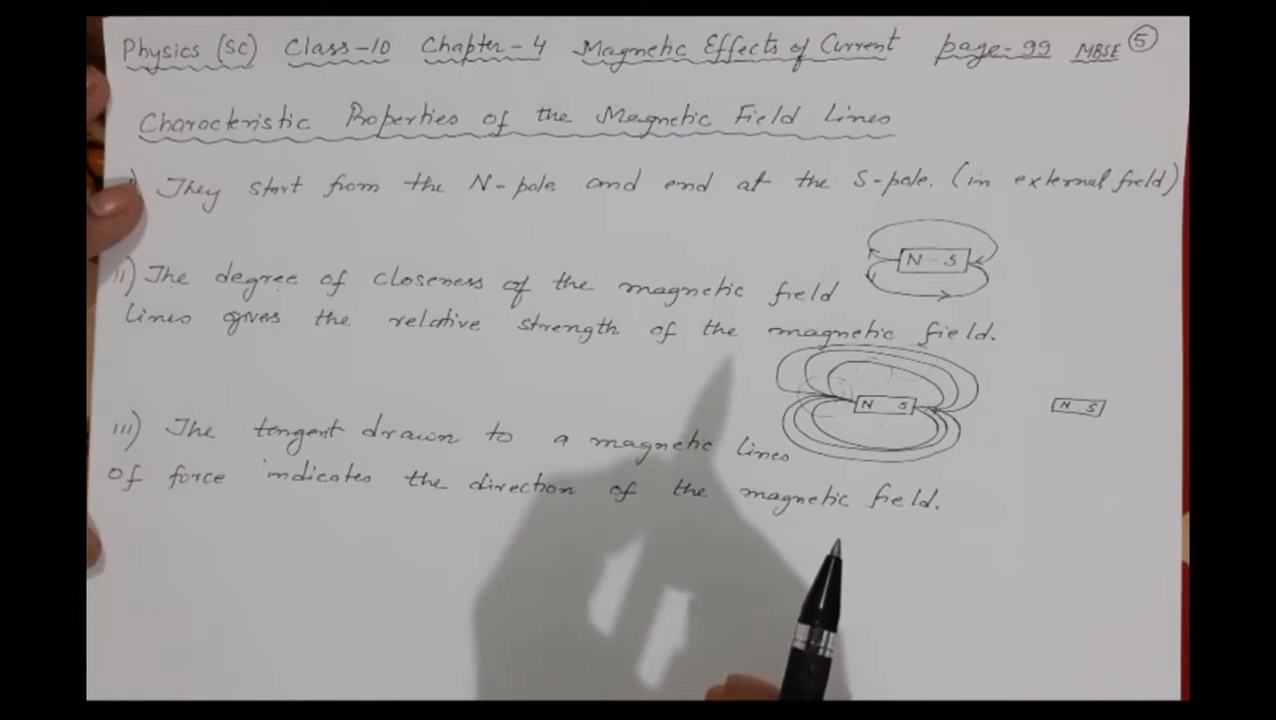 Physics (SC) Class-10 Chapter-4 Magnetic Effects of Current page-99 MBSE 5
Characteristic Properties of the Magnetic Field Lines
i) They start from the N-pole and end at the S-pole. (in external field)
N S
ii) The degree of closeness of the magnetic field
lines gives the relative strength of the magnetic field.
N S
N S
iii) The tangent drawn to a magnetic lines
of force indicates the direction of the magnetic field.